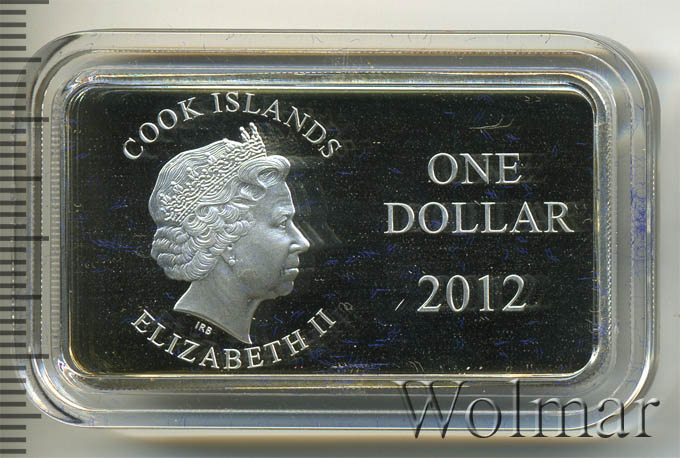 COOK ISLANDS
ONE
DOLLAR
2012
IRB
ELIZABETH II
Wolmar